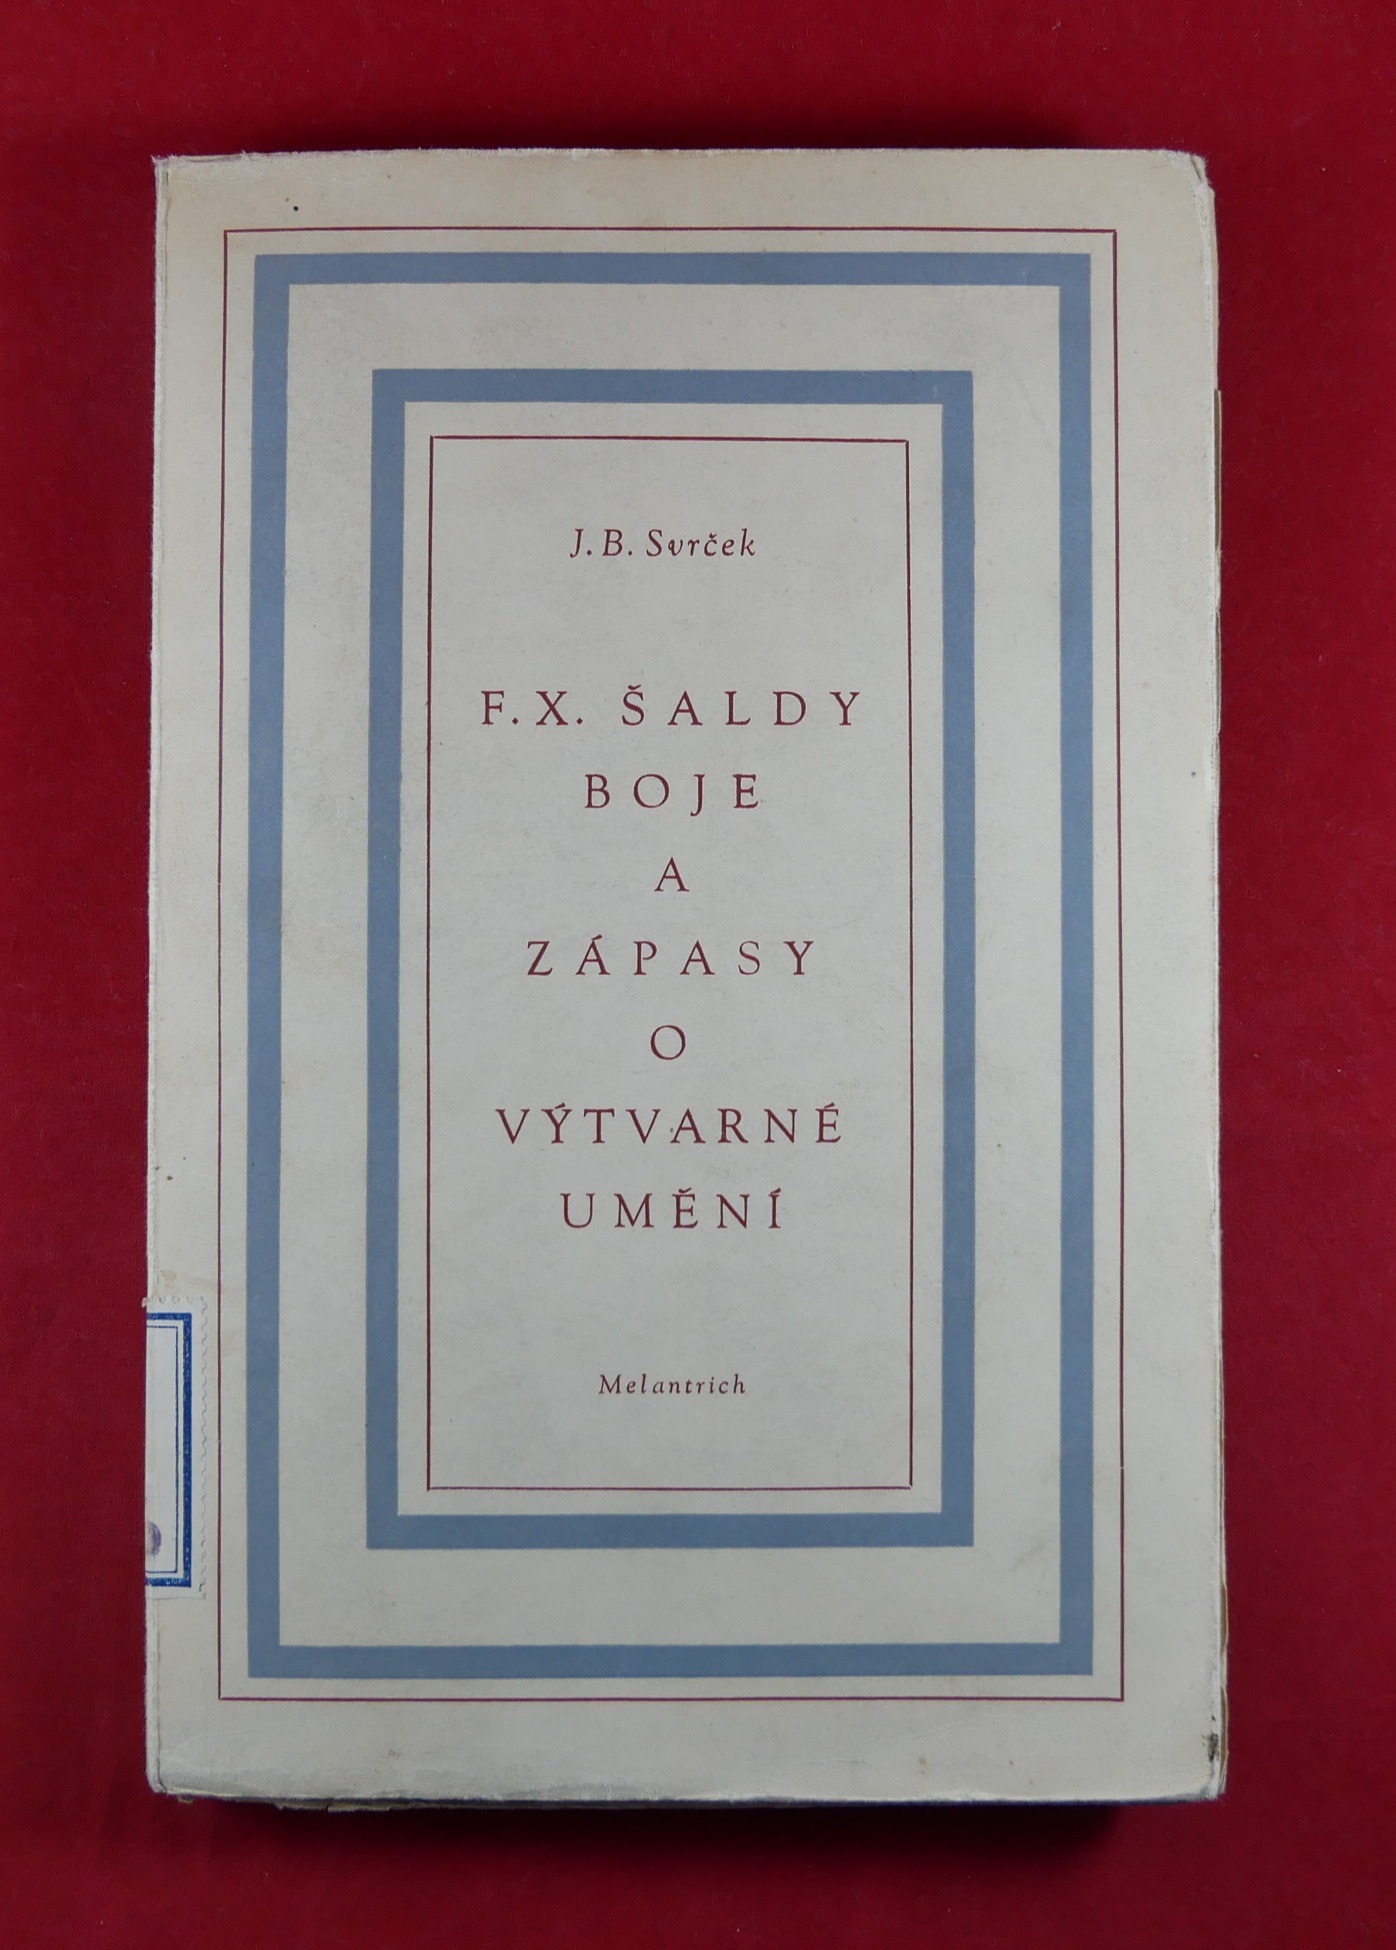 J. B. Svrček
F. X. ŠALDY
BOJE
A
ZÁPASY
O
VÝTVARNÉ
UMĚNÍ
Melantrich